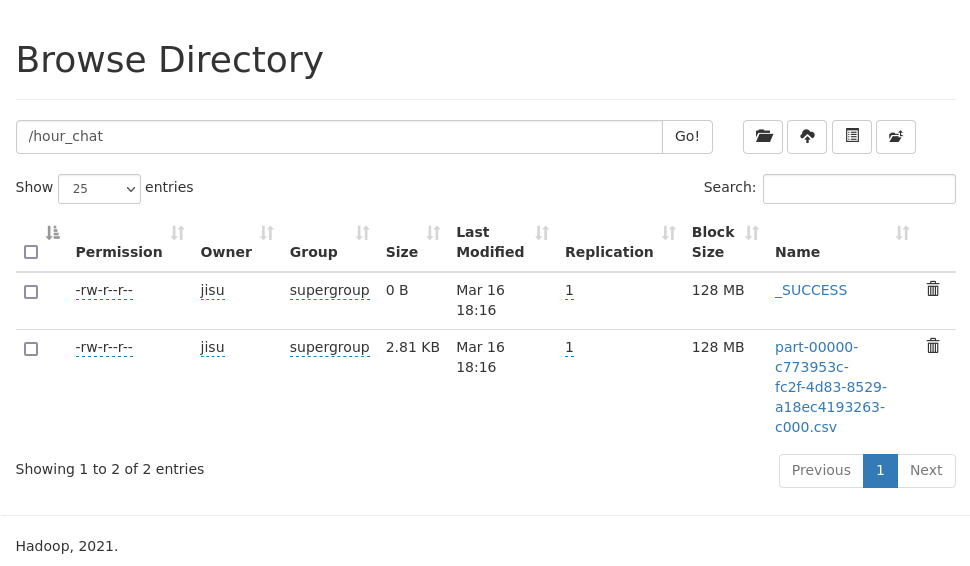 Browse Directory
/hour_chat Go!
Show 25 entries Search:
Permission Owner Group Size Last Modified Replication Block Size Name
-rw-r--r-- jisu supergroup 0 B Mar 16 18:16 1 128 MB _SUCCESS
-rw-r--r-- jisu supergroup 2.81 KB Mar 16 18:16 1 128 MB part-00000-
c773953c-
fc2f-4d83-8529-
a18ec4193263-
c000.csv
Showing 1 to 2 of 2 entries Previous 1 Next
Hadoop, 2021.